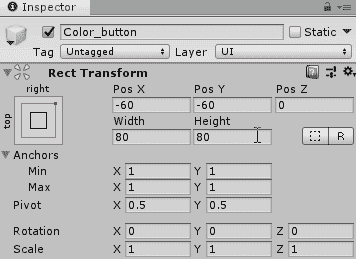 Inspector
Color_button
Static
Tag Untagged Layer UI
Rect Transform
right
top
Pos X Pos Y Pos Z
-60 -60 0
Width Height
80 80
R
Anchors
Min X 1 Y 1
Max X 1 Y 1
Pivot X 0.5 Y 0.5
Rotation X 0 Y 0 Z 0
Scale X 1 Y 1 Z 1